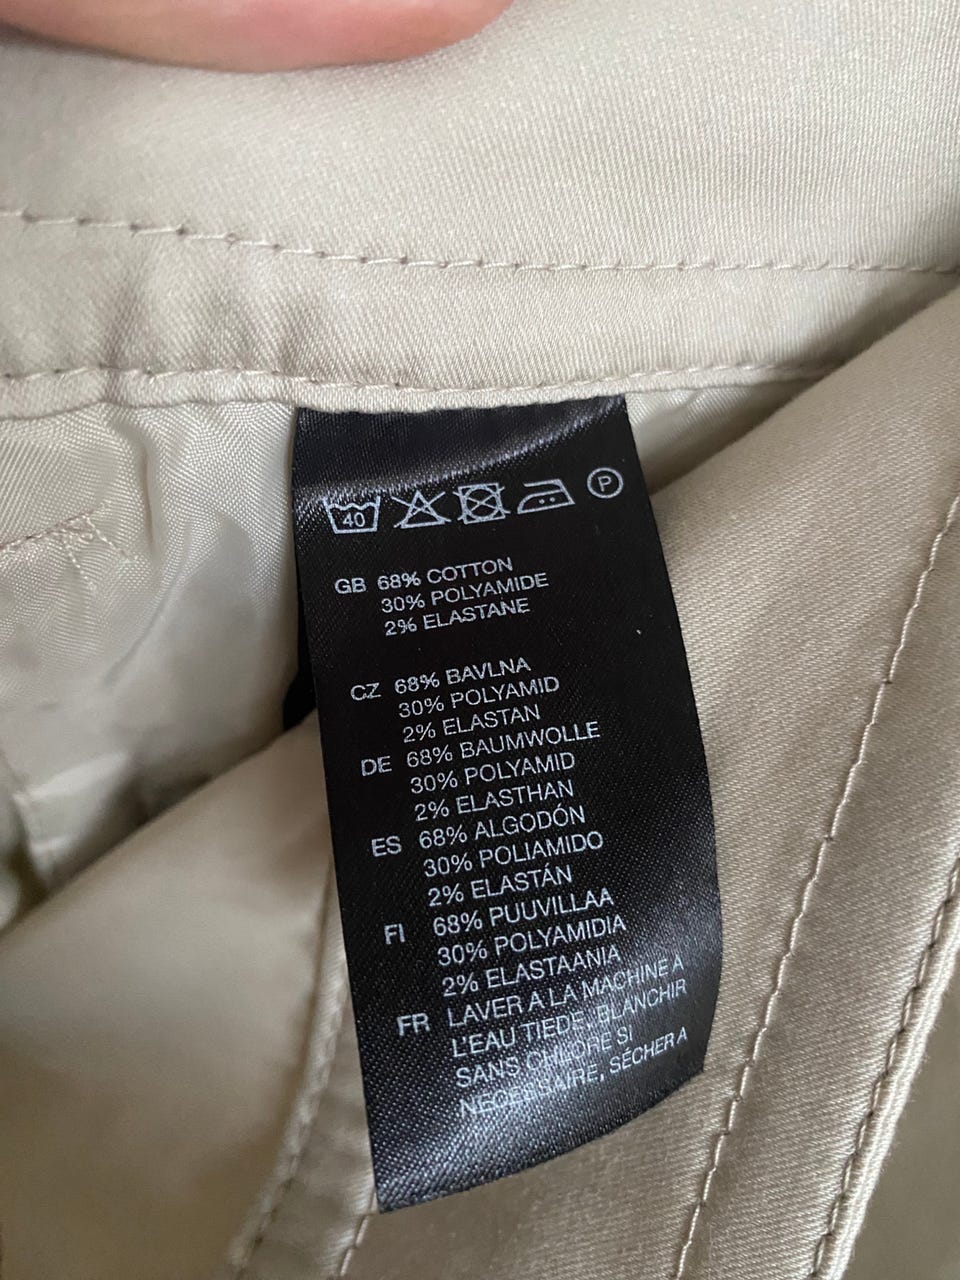 40 P
GB 68% COTTON
30% POLYAMIDE
2% ELASTANE
CZ 68% BAVLNA
30% POLYAMID
2% ELASTAN
DE 68% BAUMWOLLE
30% POLYAMID
2% ELASTHAN
ES 68% ALGODÓN
30% POLIAMIDO
2% ELASTÁN
FI 68% PUUVILLAA
30% POLYAMIDIA
2% ELASTAANIA
FR LAVER A LA MACHINE A
L'EAU TIEDE, BLANCHIR
SANS CHLORE SI
NECESSAIRE, SÉCHER A